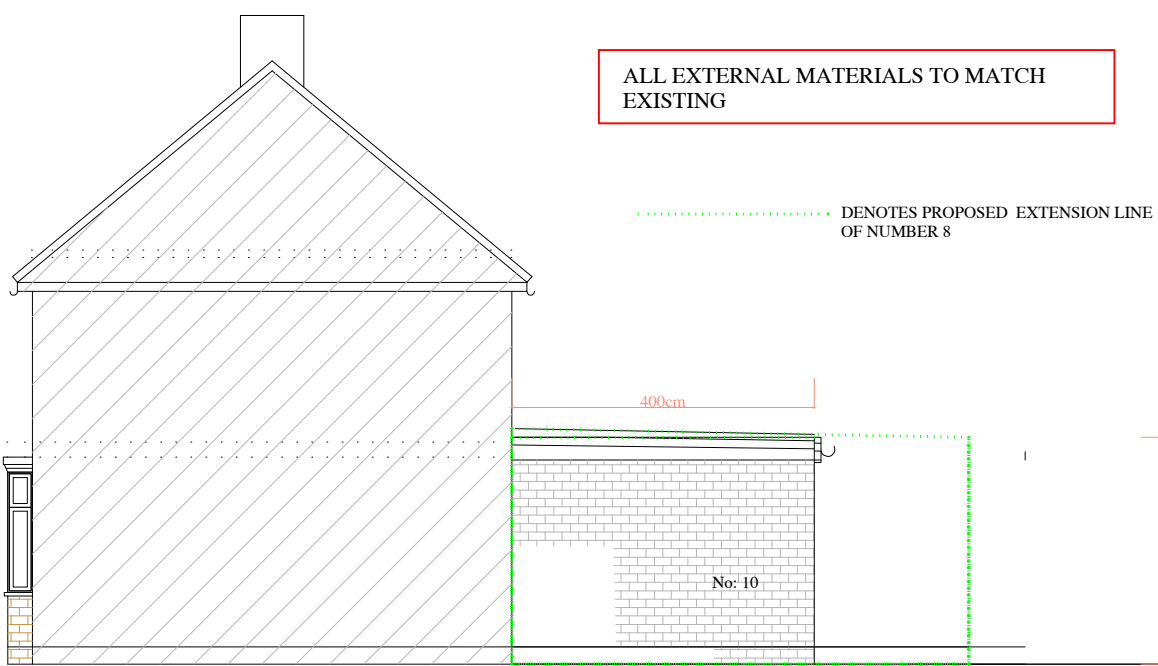 ALL EXTERNAL MATERIALS TO MATCH
EXISTING
DENOTES PROPOSED EXTENSION LINE
OF NUMBER 8
400cm
No: 10